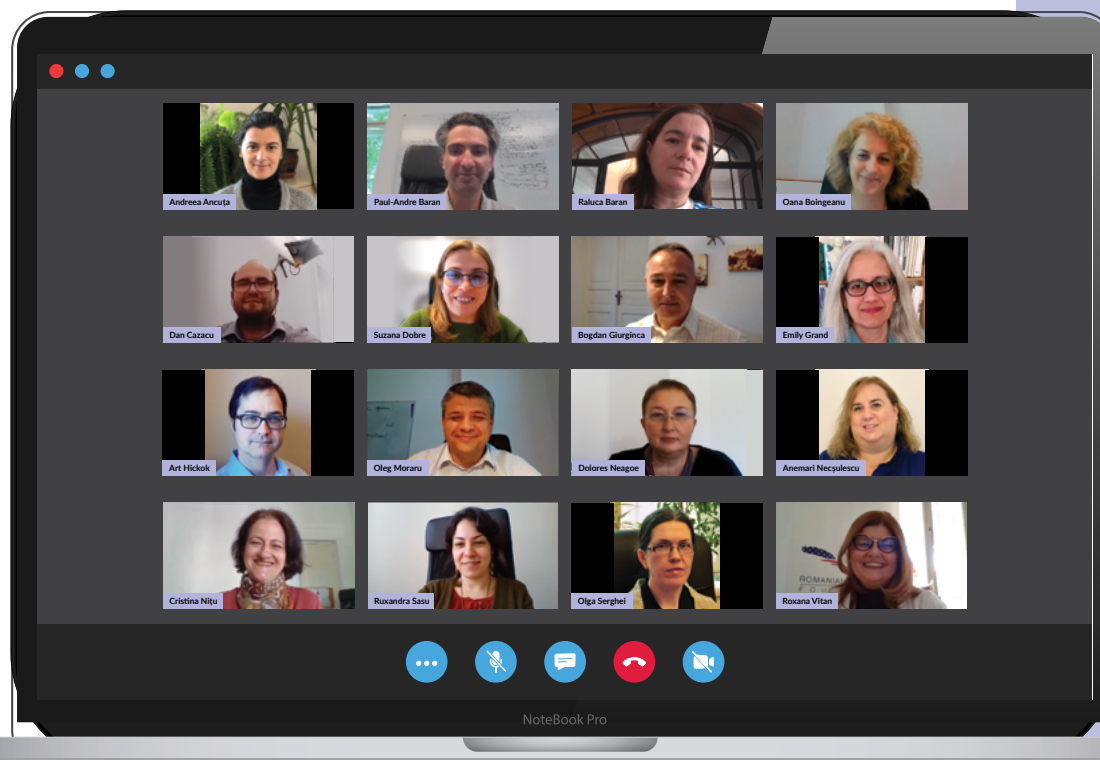 Andreea Ancuța
Paul-Andre Baran
Raluca Baran
Oana Boingeanu
Dan Cazacu
Suzana Dobre
Bogdan Giurginca
Emily Grand
Art Hickok
Oleg Moraru
Dolores Neagoe
Anemari Necșulescu
Cristina Nițu
Ruxandra Sasu
Olga Serghei
ROMANIAN
Roxana Vitan
NoteBook Pro